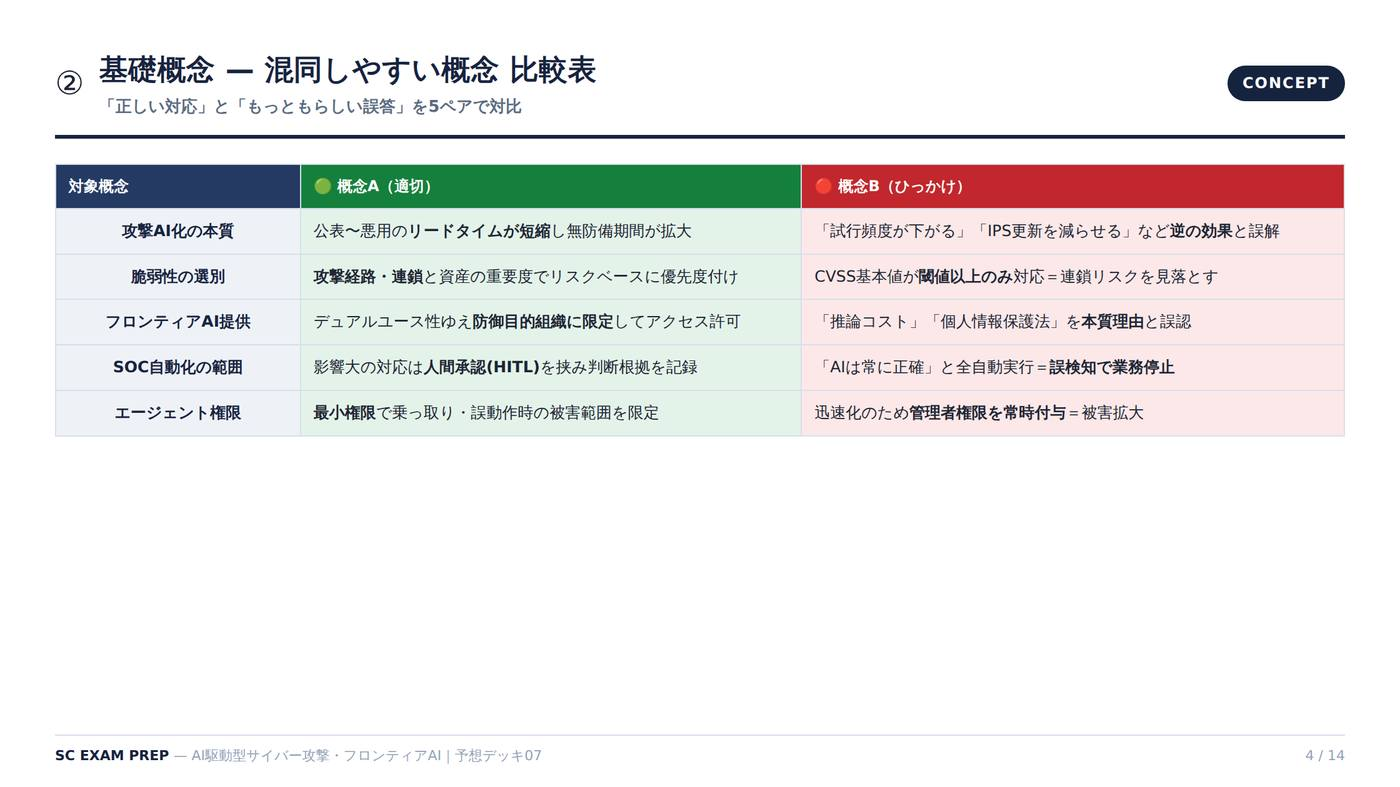 ②
基礎概念 — 混同しやすい概念 比較表
「正しい対応」と「もっともらしい誤答」を5ペアで対比
CONCEPT
対象概念
🟢 概念A（適切）
🔴 概念B（ひっかけ）
攻撃AI化の本質
公表〜悪用のリードタイムが短縮し無防備期間が拡大
「試行頻度が下がる」「IPS更新を減らせる」など逆の効果と誤解
脆弱性の選別
攻撃経路・連鎖と資産の重要度でリスクベースに優先度付け
CVSS基本値が閾値以上のみ対応＝連鎖リスクを見落とす
フロンティアAI提供
デュアルユース性ゆえ防御目的組織に限定してアクセス許可
「推論コスト」「個人情報保護法」を本質理由と誤認
SOC自動化の範囲
影響大の対応は人間承認(HITL)を挟み判断根拠を記録
「AIは常に正確」と全自動実行＝誤検知で業務停止
エージェント権限
最小権限で乗っ取り・誤動作時の被害範囲を限定
迅速化のため管理者権限を常時付与＝被害拡大
SC EXAM PREP — AI駆動型サイバー攻撃・フロンティアAI｜予想デッキ07
4 / 14